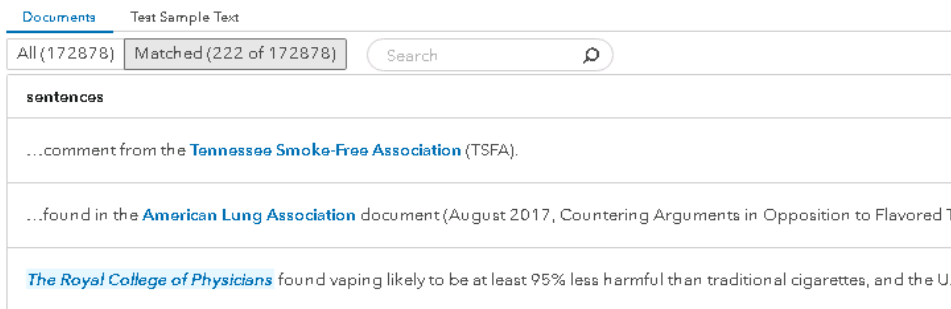 Documents Test Sample Text
All (172878) Matched (222 of 172878) Search
sentences
...comment from the Tennessee Smoke-Free Association (TSFA).
...found in the American Lung Association document (August 2017, Countering Arguments in Opposition to Flavored T
The Royal College of Physicians found vaping likely to be at least 95% less harmful than traditional cigarettes, and the U.